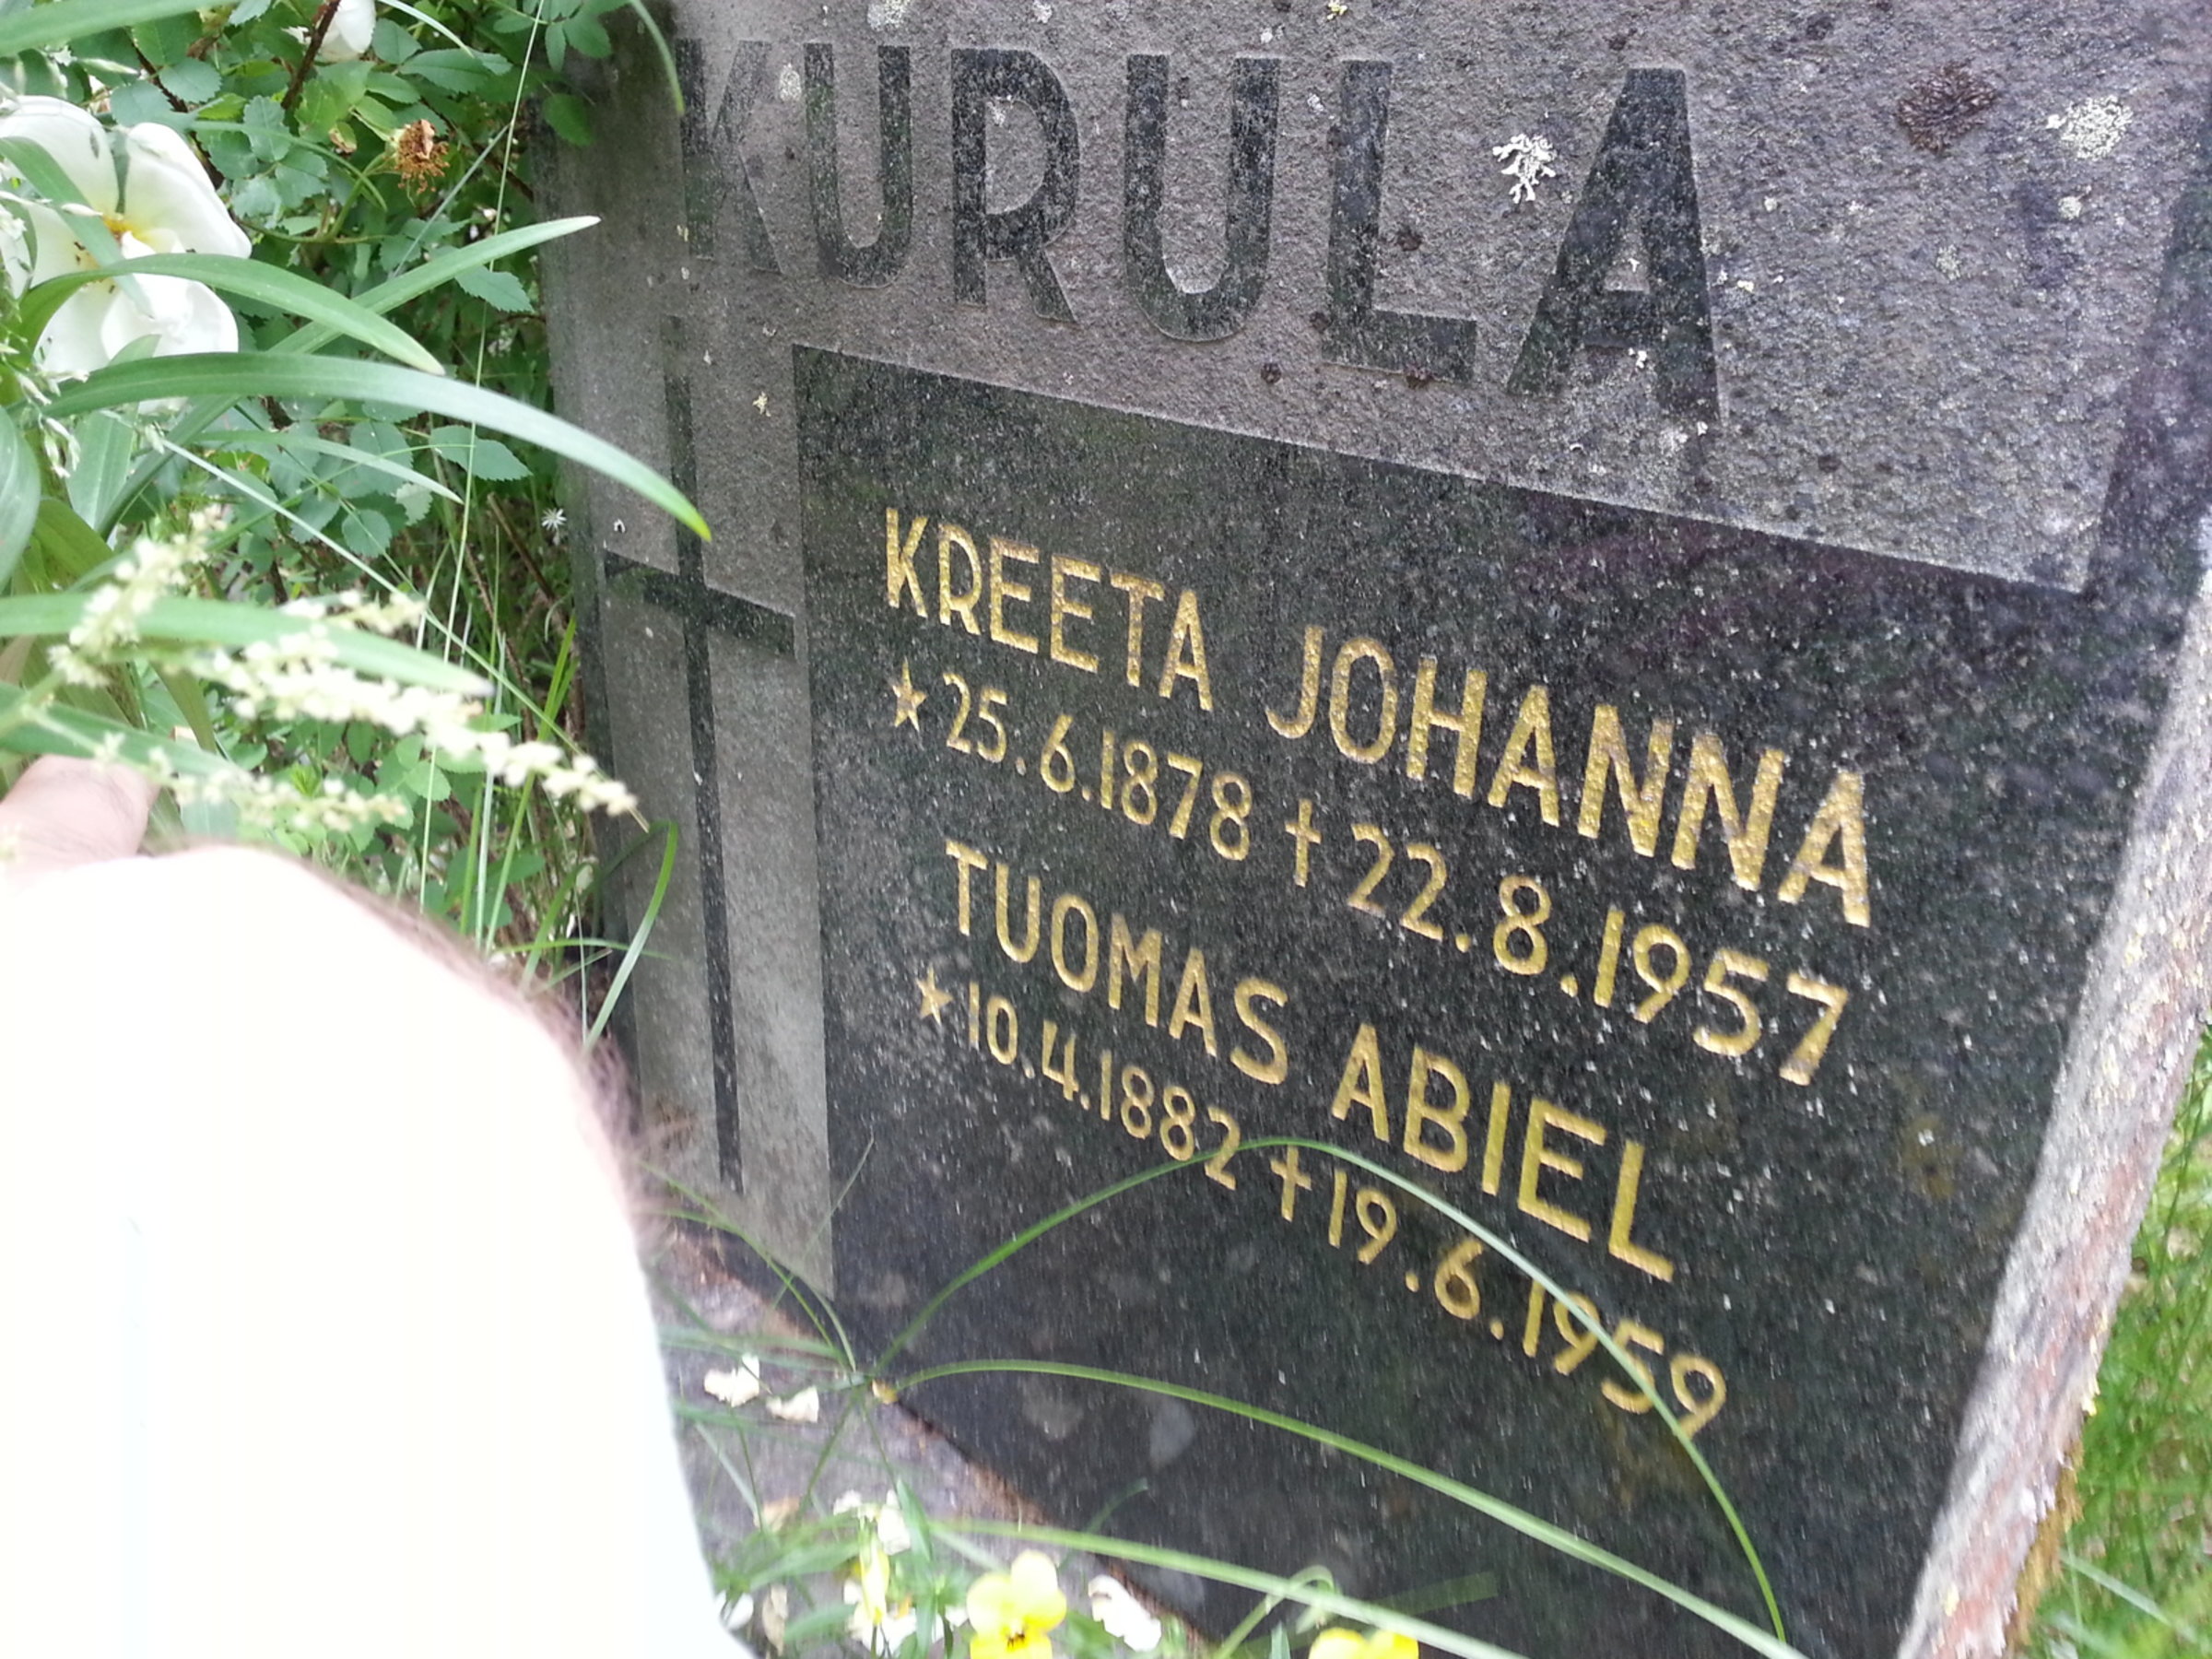 KURULA
KREETA JOHANNA
★ 25.6.1878 † 22.8.1957
TUOMAS ABIEL
★ 10.4.1882 † 19.6.1959